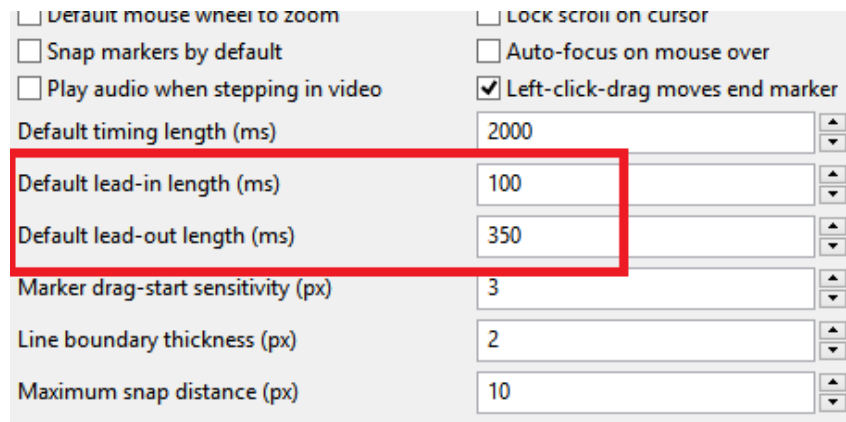 Default mouse wheel to zoom Lock scroll on cursor
Snap markers by default Auto-focus on mouse over
Play audio when stepping in video Left-click-drag moves end marker
Default timing length (ms) 2000
Default lead-in length (ms) 100
Default lead-out length (ms) 350
Marker drag-start sensitivity (px) 3
Line boundary thickness (px) 2
Maximum snap distance (px) 10